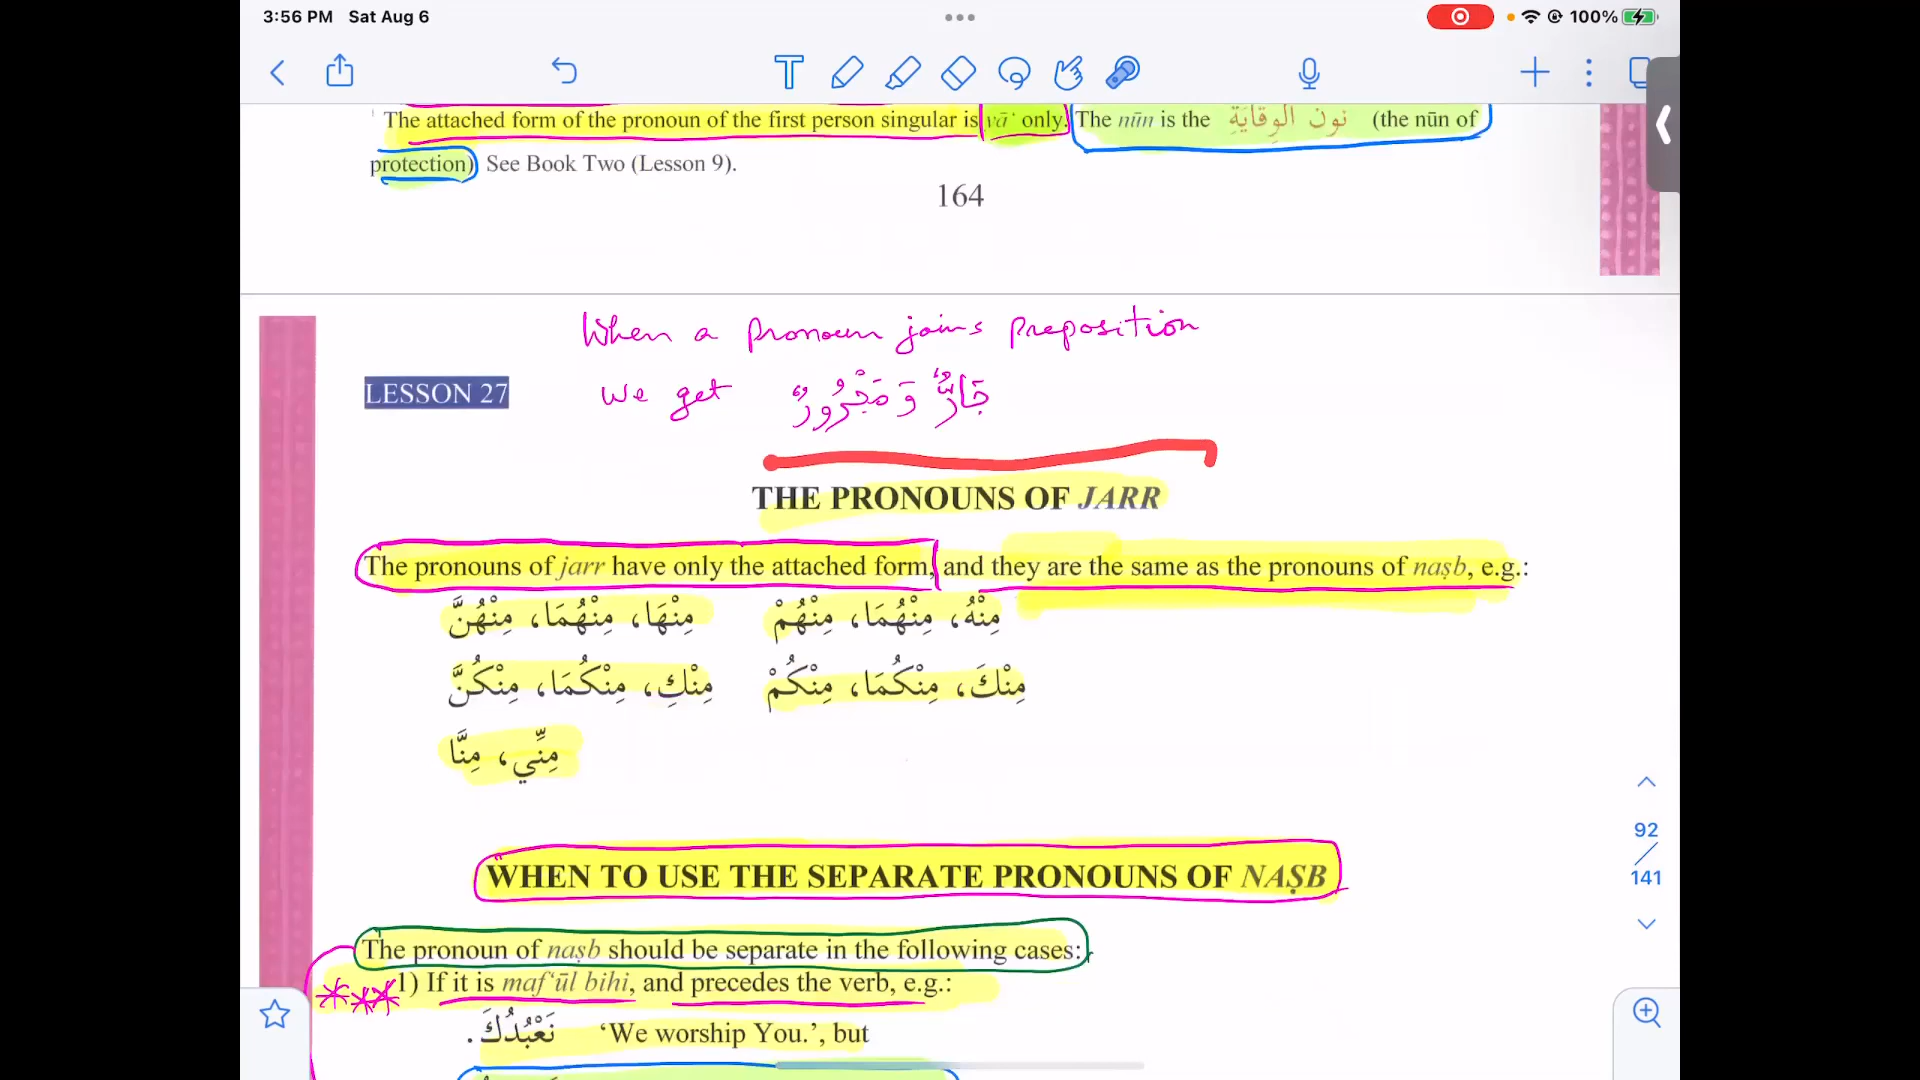 3:56 PM Sat Aug 6
100%
¹ The attached form of the pronoun of the first person singular is yā’ only. The nūn is the نون الوِقايَةِ (the nūn of
protection) See Book Two (Lesson 9).
164
When a pronoun joins preposition
LESSON 27
We get جَارٌّ وَ مَجْرُورٌ
THE PRONOUNS OF JARR
The pronouns of jarr have only the attached form, and they are the same as the pronouns of naṣb, e.g.:
مِنْهُ، مِنْهُمَا، مِنْهُمْ مِنْهَا، مِنْهُمَا، مِنْهُنَّ
مِنْكَ، مِنْكُمَا، مِنْكُمْ مِنْكِ، مِنْكُمَا، مِنْكُنَّ
مِنِّي، مِنَّا
92
141
WHEN TO USE THE SEPARATE PRONOUNS OF NAṢB
The pronoun of naṣb should be separate in the following cases:
1) If it is maf‘ūl bihi, and precedes the verb, e.g.:
نَعْبُدُكَ . ‘We worship You.’, but